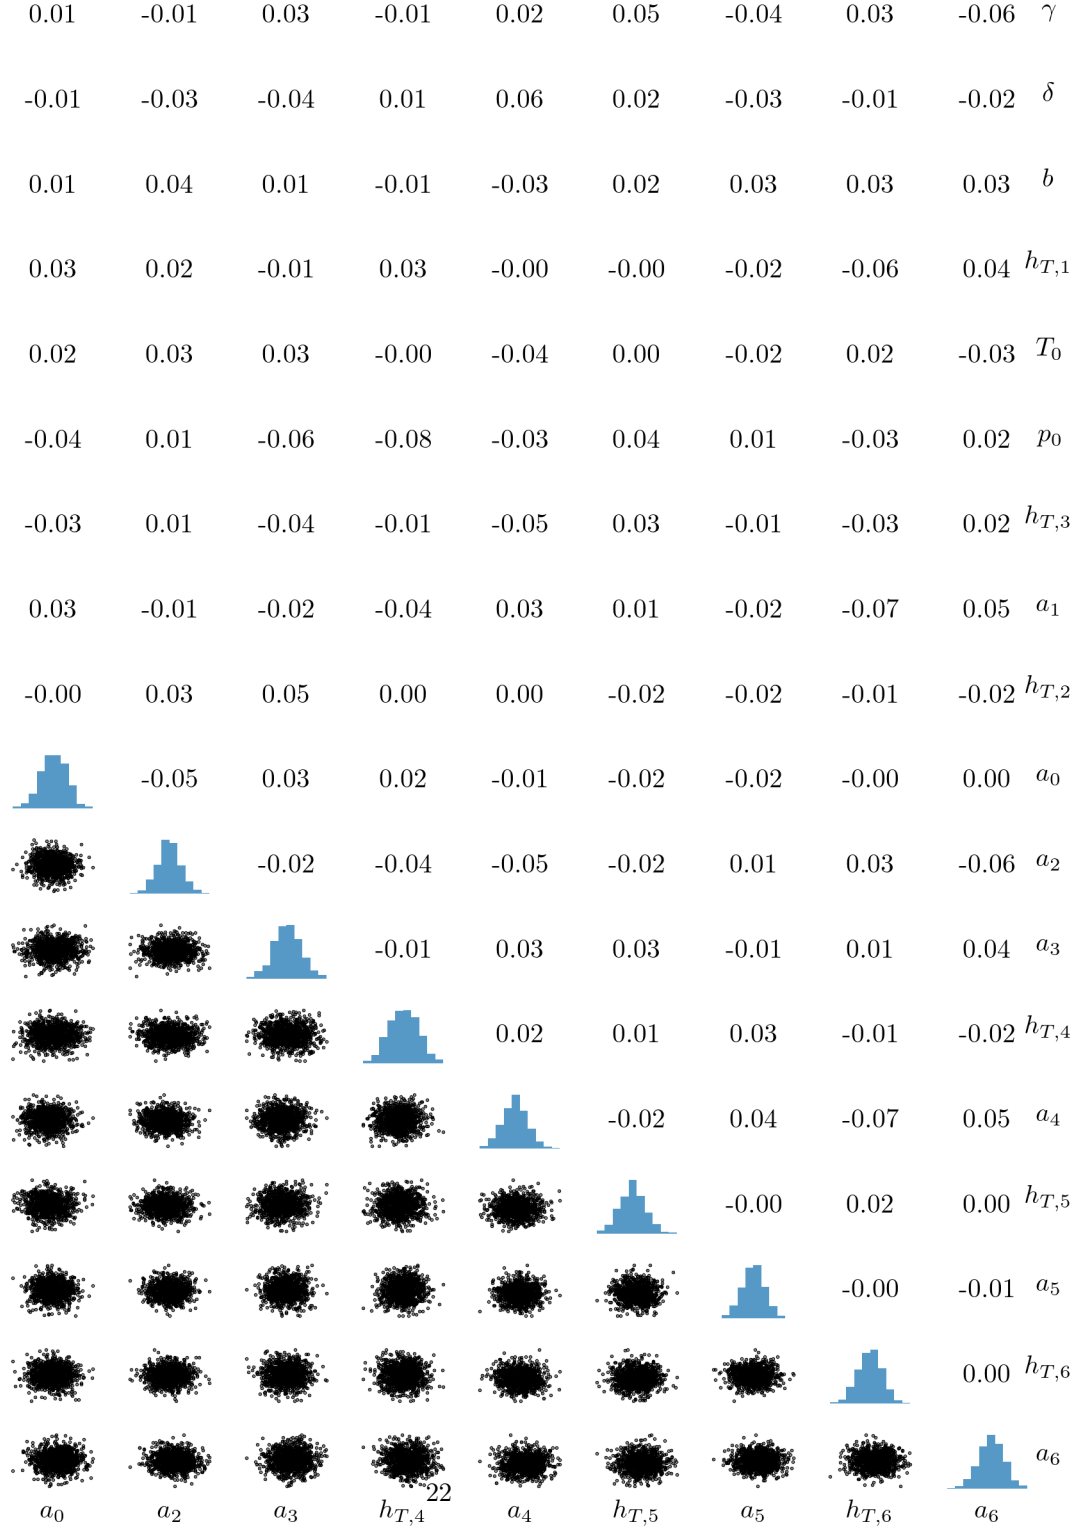 0.01 -0.01 0.03 -0.01 0.02 0.05 -0.04 0.03 -0.06 γ
-0.01 -0.03 -0.04 0.01 0.06 0.02 -0.03 -0.01 -0.02 δ
0.01 0.04 0.01 -0.01 -0.03 0.02 0.03 0.03 0.03 b
0.03 0.02 -0.01 0.03 -0.00 -0.00 -0.02 -0.06 0.04 h_{T,1}
0.02 0.03 0.03 -0.00 -0.04 0.00 -0.02 0.02 -0.03 T_0
-0.04 0.01 -0.06 -0.08 -0.03 0.04 0.01 -0.03 0.02 p_0
-0.03 0.01 -0.04 -0.01 -0.05 0.03 -0.01 -0.03 0.02 h_{T,3}
0.03 -0.01 -0.02 -0.04 0.03 0.01 -0.02 -0.07 0.05 a_1
-0.00 0.03 0.05 0.00 0.00 -0.02 -0.02 -0.01 -0.02 h_{T,2}
-0.05 0.03 0.02 -0.01 -0.02 -0.02 -0.00 0.00 a_0
-0.02 -0.04 -0.05 -0.02 0.01 0.03 -0.06 a_2
-0.01 0.03 0.03 -0.01 0.01 0.04 a_3
0.02 0.01 0.03 -0.01 -0.02 h_{T,4}
-0.02 0.04 -0.07 0.05 a_4
-0.00 0.02 0.00 h_{T,5}
-0.00 -0.01 a_5
0.00 h_{T,6}
a_6
22
a_0 a_2 a_3 h_{T,4} a_4 h_{T,5} a_5 h_{T,6} a_6